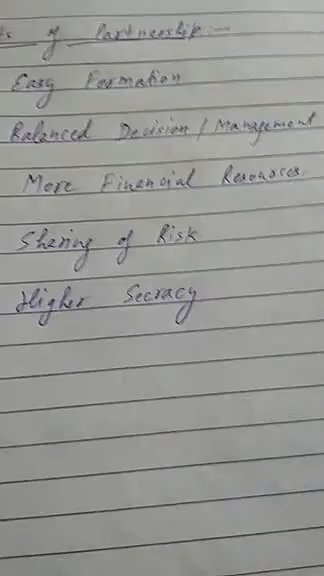 of Partnership:-
Easy Formation
Balanced Decision / Management
More Financial Resources.
Sharing of Risk
Higher Secracy